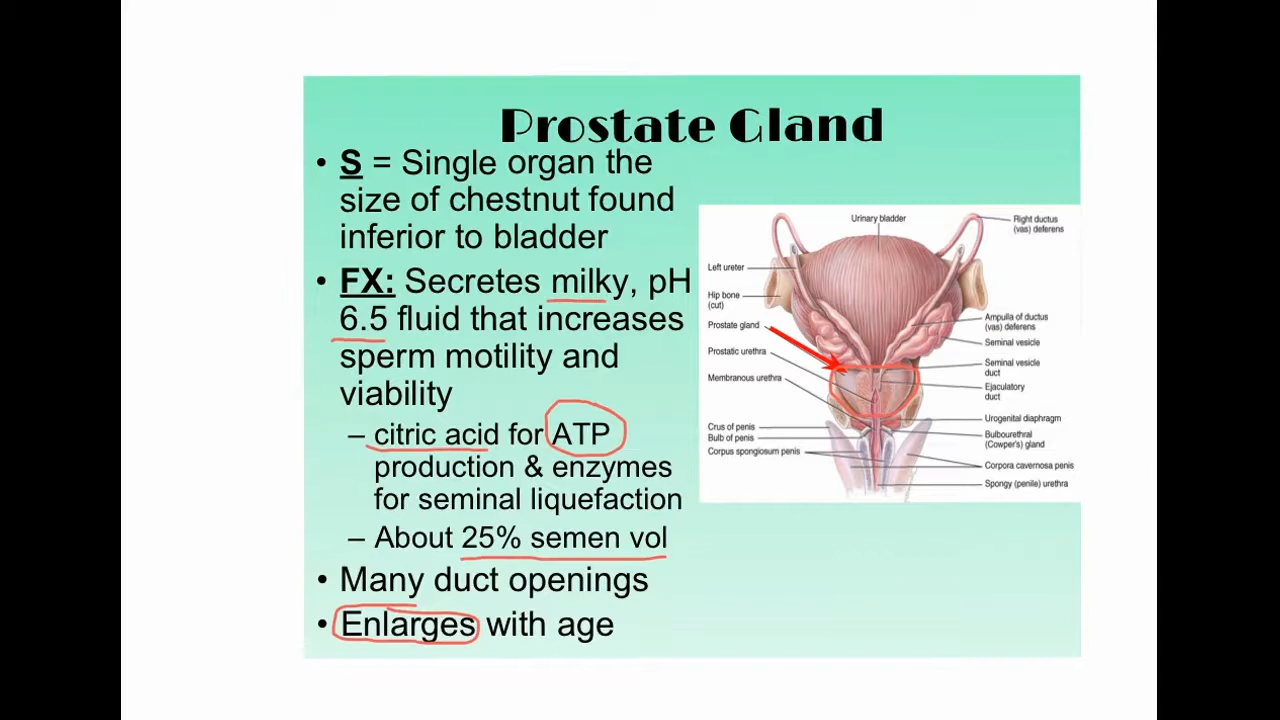 Prostate Gland
• S = Single organ the
size of chestnut found
inferior to bladder
• FX: Secretes milky, pH
6.5 fluid that increases
sperm motility and
viability
– citric acid for ATP
production & enzymes
for seminal liquefaction
– About 25% semen vol
• Many duct openings
• Enlarges with age
Urinary bladder
Left ureter
Hip bone
(cut)
Prostate gland
Prostatic urethra
Membranous urethra
Crus of penis
Bulb of penis
Corpus spongiosum penis
Right ductus
(vas) deferens
Ampulla of ductus
(vas) deferens
Seminal vesicle
Seminal vesicle
duct
Ejaculatory
duct
Urogenital diaphragm
Bulbourethral
(Cowper's) gland
Corpora cavernosa penis
Spongy (penile) urethra